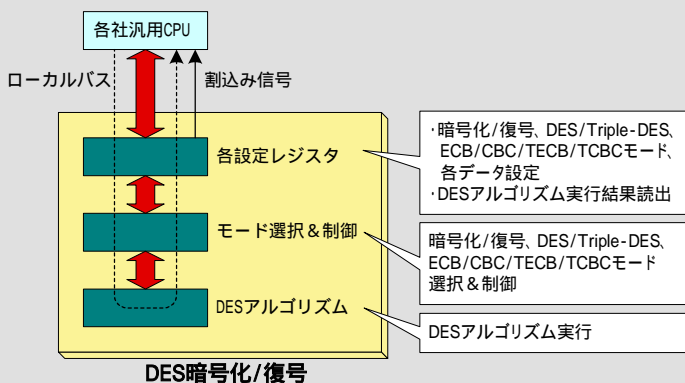 各社汎用CPU
ローカルバス
割込み信号
各設定レジスタ
・暗号化/復号、DES/Triple-DES、
ECB/CBC/TECB/TCBCモード、
各データ設定
・DESアルゴリズム実行結果読出
モード選択＆制御
暗号化/復号、DES/Triple-DES、
ECB/CBC/TECB/TCBCモード
選択＆制御
DESアルゴリズム
DESアルゴリズム実行
DES暗号化/復号